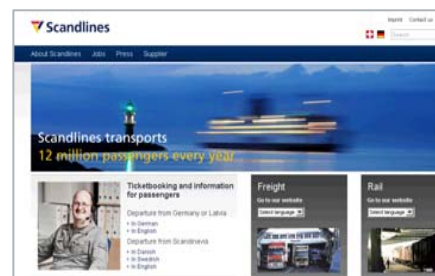 Scandlines
Imprint Contact us
Search
About Scandlines Jobs Press Supplier
Scandlines transports
12 million passengers every year
Ticketbooking and information
for passengers
Departure from Germany or Latvia
In German
In English
Departure from Scandinavia
In Danish
In Swedish
In English
Freight
Go to our website
Select language
Rail
Go to our website
Select language